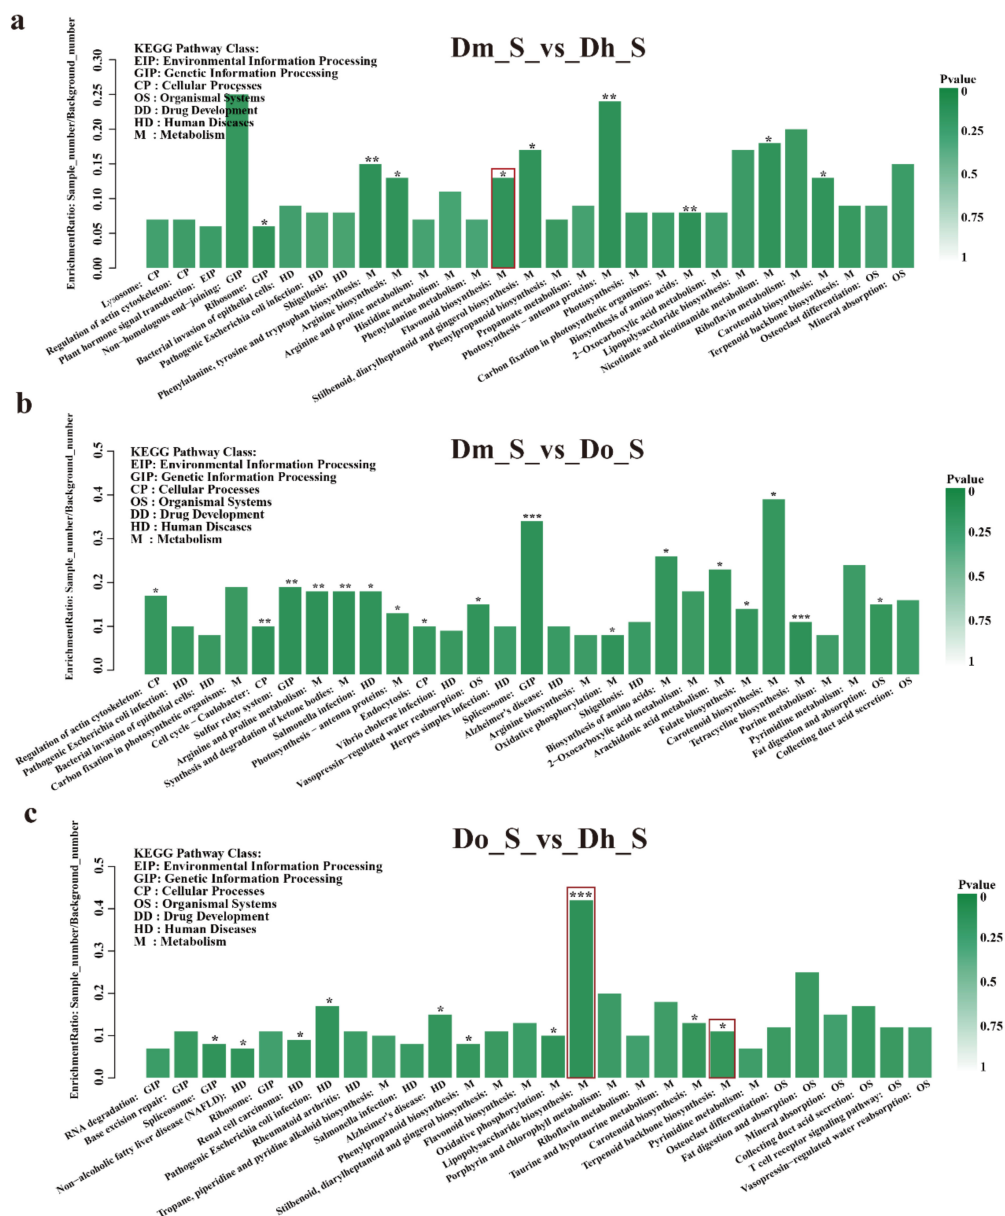 a
Dm_S_vs_Dh_S
KEGG Pathway Class:
EIP: Environmental Information Processing
GIP: Genetic Information Processing
CP : Cellular Processes
OS : Organismal Systems
DD : Drug Development
HD : Human Diseases
M : Metabolism
EnrichmentRatio: Sample_number/Background_number
0.30
0.25
0.20
0.15
0.10
0.05
0.00
*
**
*
*
*
**
**
*
*
Pvalue
0
0.25
0.5
0.75
1
Lysosome: CP
Regulation of actin cytoskeleton: CP
Plant hormone signal transduction: EIP
Non-homologous end-joining: GIP
Ribosome: GIP
Bacterial invasion of epithelial cells: HD
Pathogenic Escherichia coli infection: HD
Shigellosis: HD
Phenylalanine, tyrosine and tryptophan biosynthesis: M
Arginine biosynthesis: M
Arginine and proline metabolism: M
Histidine metabolism: M
Phenylalanine metabolism: M
Flavonoid biosynthesis: M
Stilbenoid, diarylheptanoid and gingerol biosynthesis: M
Phenylpropanoid biosynthesis: M
Propanoate metabolism: M
Photosynthesis - antenna proteins: M
Photosynthesis: M
Carbon fixation in photosynthetic organisms: M
Biosynthesis of amino acids: M
2-Oxocarboxylic acid metabolism: M
Lipopolysaccharide biosynthesis: M
Nicotinate and nicotinamide metabolism: M
Riboflavin metabolism: M
Carotenoid biosynthesis: M
Terpenoid backbone biosynthesis: M
Osteoclast differentiation: OS
Mineral absorption: OS
b
Dm_S_vs_Do_S
KEGG Pathway Class:
EIP: Environmental Information Processing
GIP: Genetic Information Processing
CP : Cellular Processes
OS : Organismal Systems
DD : Drug Development
HD : Human Diseases
M : Metabolism
EnrichmentRatio: Sample_number/Background_number
0.5
0.4
0.3
0.2
0.1
0.0
*
**
**
**
**
*
*
*
*
***
*
*
*
*
*
***
*
Pvalue
0
0.25
0.5
0.75
1
Regulation of actin cytoskeleton: CP
Pathogenic Escherichia coli infection: HD
Bacterial invasion of epithelial cells: HD
Carbon fixation in photosynthetic organisms: M
Cell cycle - Caulobacter: CP
Sulfur relay system: GIP
Arginine and proline metabolism: M
Synthesis and degradation of ketone bodies: M
Salmonella infection: HD
Photosynthesis - antenna proteins: M
Endocytosis: CP
Vibrio cholerae infection: HD
Vasopressin-regulated water reabsorption: OS
Herpes simplex infection: HD
Spliceosome: GIP
Alzheimer's disease: HD
Arginine biosynthesis: M
Oxidative phosphorylation: M
Shigellosis: HD
Biosynthesis of amino acids: M
2-Oxocarboxylic acid metabolism: M
Arachidonic acid metabolism: M
Folate biosynthesis: M
Carotenoid biosynthesis: M
Tetracycline biosynthesis: M
Purine metabolism: M
Pyrimidine metabolism: M
Fat digestion and absorption: OS
Collecting duct acid secretion: OS
c
Do_S_vs_Dh_S
KEGG Pathway Class:
EIP: Environmental Information Processing
GIP: Genetic Information Processing
CP : Cellular Processes
OS : Organismal Systems
DD : Drug Development
HD : Human Diseases
M : Metabolism
EnrichmentRatio: Sample_number/Background_number
0.5
0.4
0.3
0.2
0.1
0.0
*
*
*
*
*
*
*
***
*
*
Pvalue
0
0.25
0.5
0.75
1
RNA degradation: GIP
Base excision repair: GIP
Spliceosome: GIP
Non-alcoholic fatty liver disease (NAFLD): HD
Ribosome: GIP
Renal cell carcinoma: HD
Pathogenic Escherichia coli infection: HD
Rheumatoid arthritis: HD
Tropane, piperidine and pyridine alkaloid biosynthesis: M
Salmonella infection: HD
Alzheimer's disease: HD
Phenylpropanoid biosynthesis: M
Stilbenoid, diarylheptanoid and gingerol biosynthesis: M
Flavonoid biosynthesis: M
Oxidative phosphorylation: M
Lipopolysaccharide biosynthesis: M
Porphyrin and chlorophyll metabolism: M
Riboflavin metabolism: M
Taurine and hypotaurine metabolism: M
Carotenoid biosynthesis: M
Terpenoid backbone biosynthesis: M
Pyrimidine metabolism: M
Osteoclast differentiation: OS
Fat digestion and absorption: OS
Mineral absorption: OS
Collecting duct acid secretion: OS
T cell receptor signaling pathway: OS
Vasopressin-regulated water reabsorption: OS